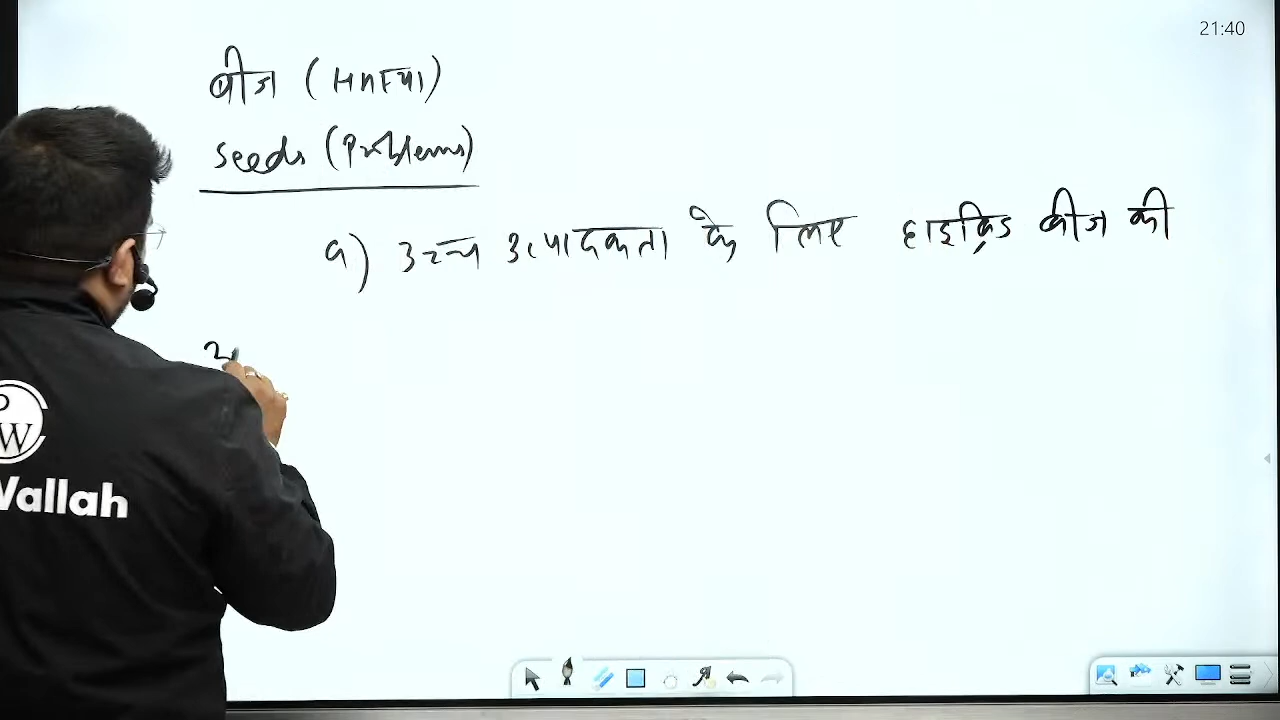 21:40
बीज (समस्या)
Seeds (Problems)
a) उच्च उत्पादकता के लिए हाइब्रिड बीज की
W
Wallah